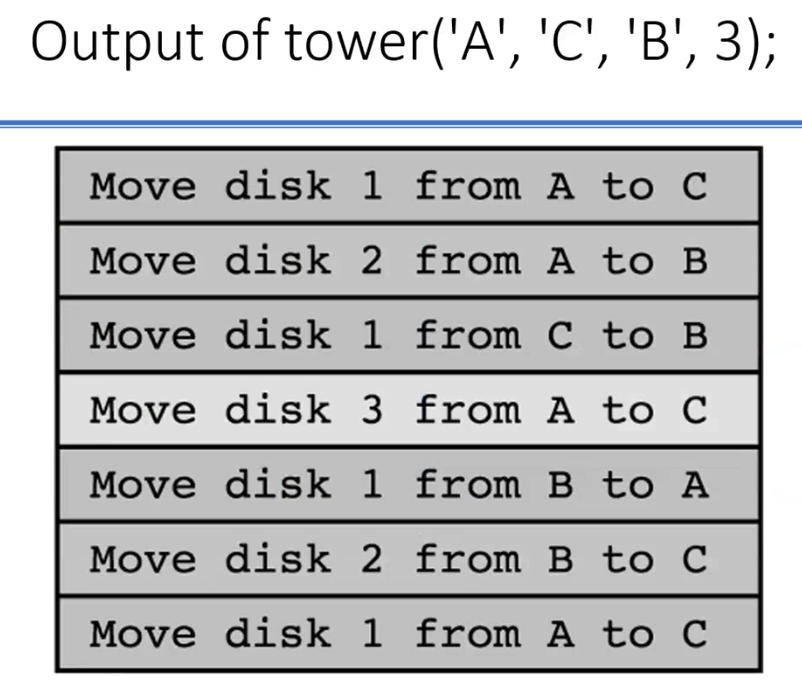 Output of tower('A', 'C', 'B', 3);
Move disk 1 from A to C
Move disk 2 from A to B
Move disk 1 from C to B
Move disk 3 from A to C
Move disk 1 from B to A
Move disk 2 from B to C
Move disk 1 from A to C